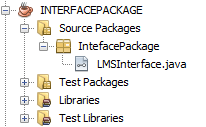 INTERFACEPACKAGE
Source Packages
IntefacePackage
LMSInterface.java
Test Packages
Libraries
Test Libraries